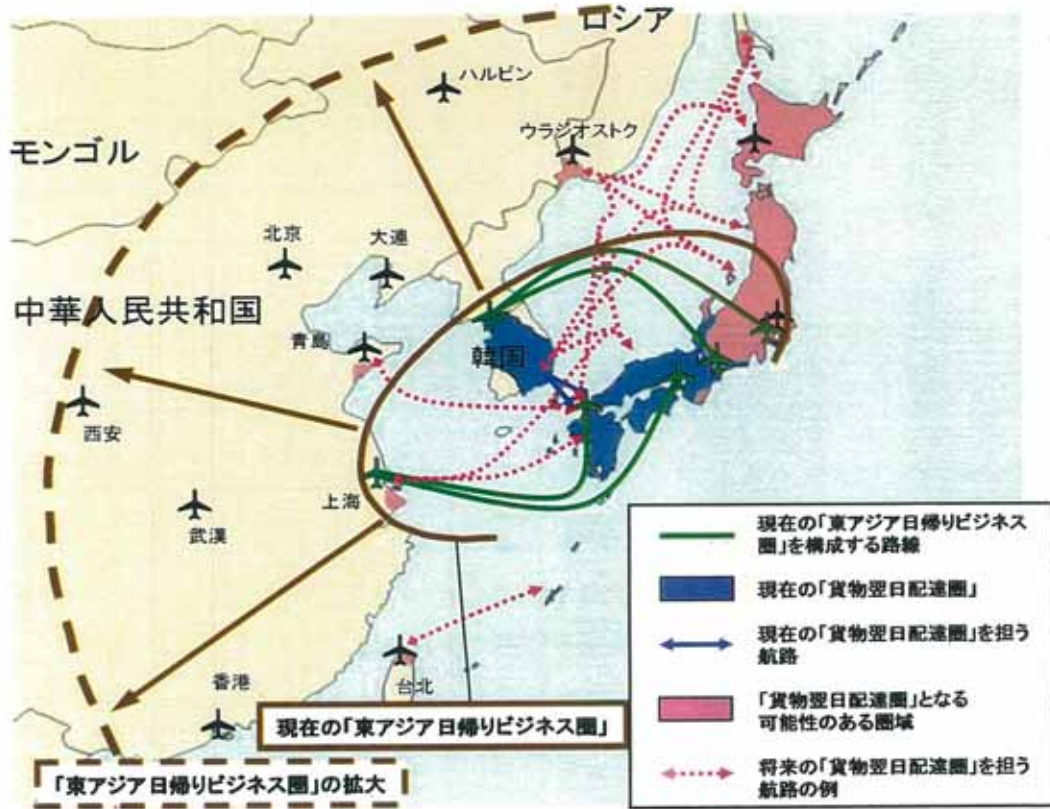 ロシア
ハルビン
ウラジオストク
モンゴル
北京
大連
中華人民共和国
青島
韓国
西安
上海
武漢
台北
香港
現在の「東アジア日帰りビジネス圏」
「東アジア日帰りビジネス圏」の拡大
現在の「東アジア日帰りビジネス
圏」を構成する路線
現在の「貨物翌日配達圏」
現在の「貨物翌日配達圏」を担う
航路
「貨物翌日配達圏」となる
可能性のある圏域
将来の「貨物翌日配達圏」を担う
航路の例